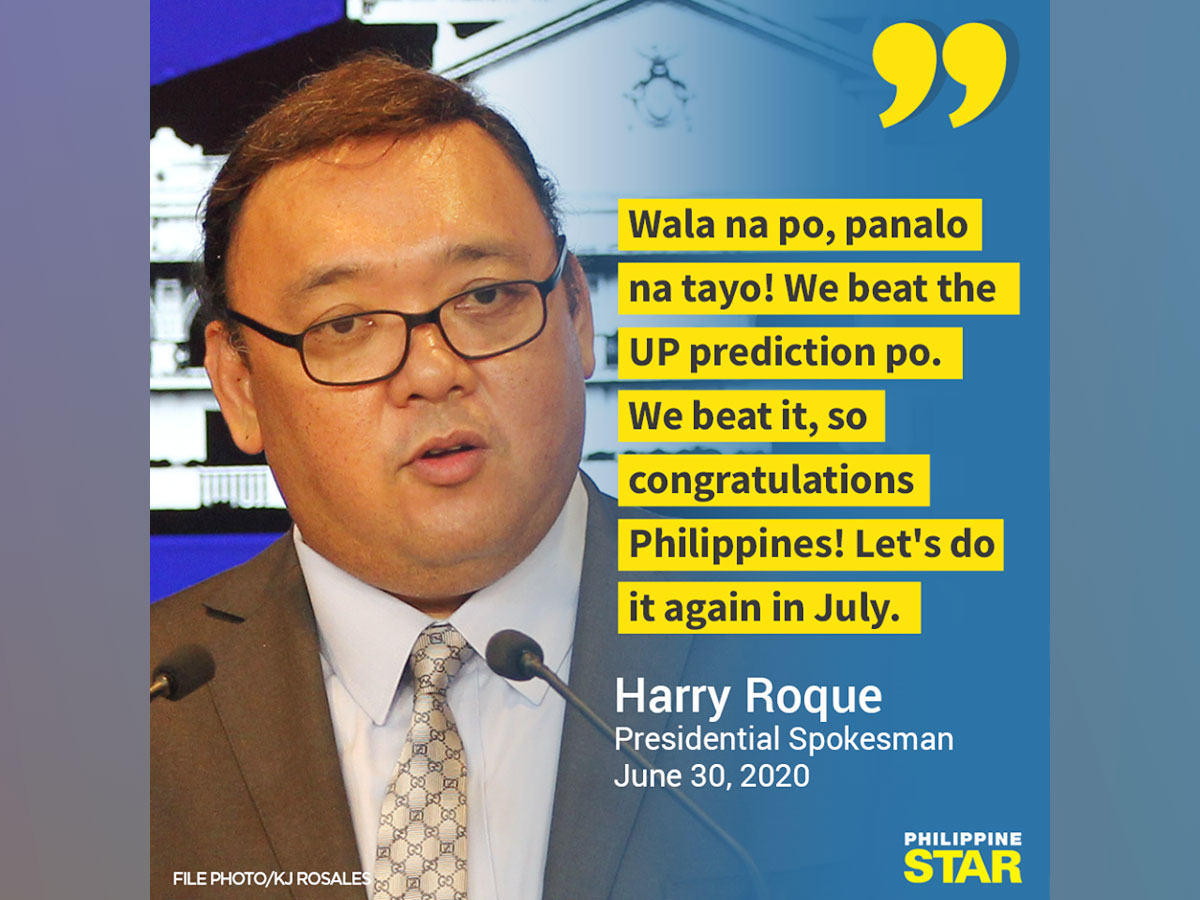 Wala na po, panalo
na tayo! We beat the
UP prediction po.
We beat it, so
congratulations
Philippines! Let's do
it again in July.
Harry Roque
Presidential Spokesman
June 30, 2020
PHILIPPINE
STAR
FILE PHOTO/KJ ROSALES